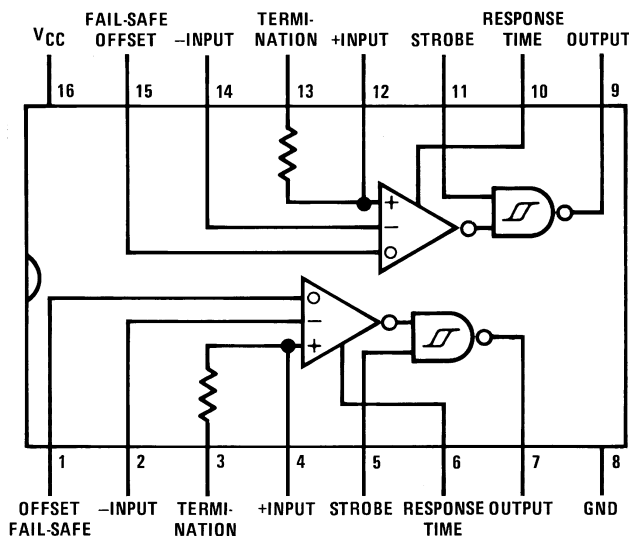 FAIL-SAFE TERMI- RESPONSE
VCC OFFSET –INPUT NATION +INPUT STROBE TIME OUTPUT
16 15 14 13 12 11 10 9
+
–
–
+
1 2 3 4 5 6 7 8
OFFSET –INPUT TERMI- +INPUT STROBE RESPONSE OUTPUT GND
FAIL-SAFE NATION TIME